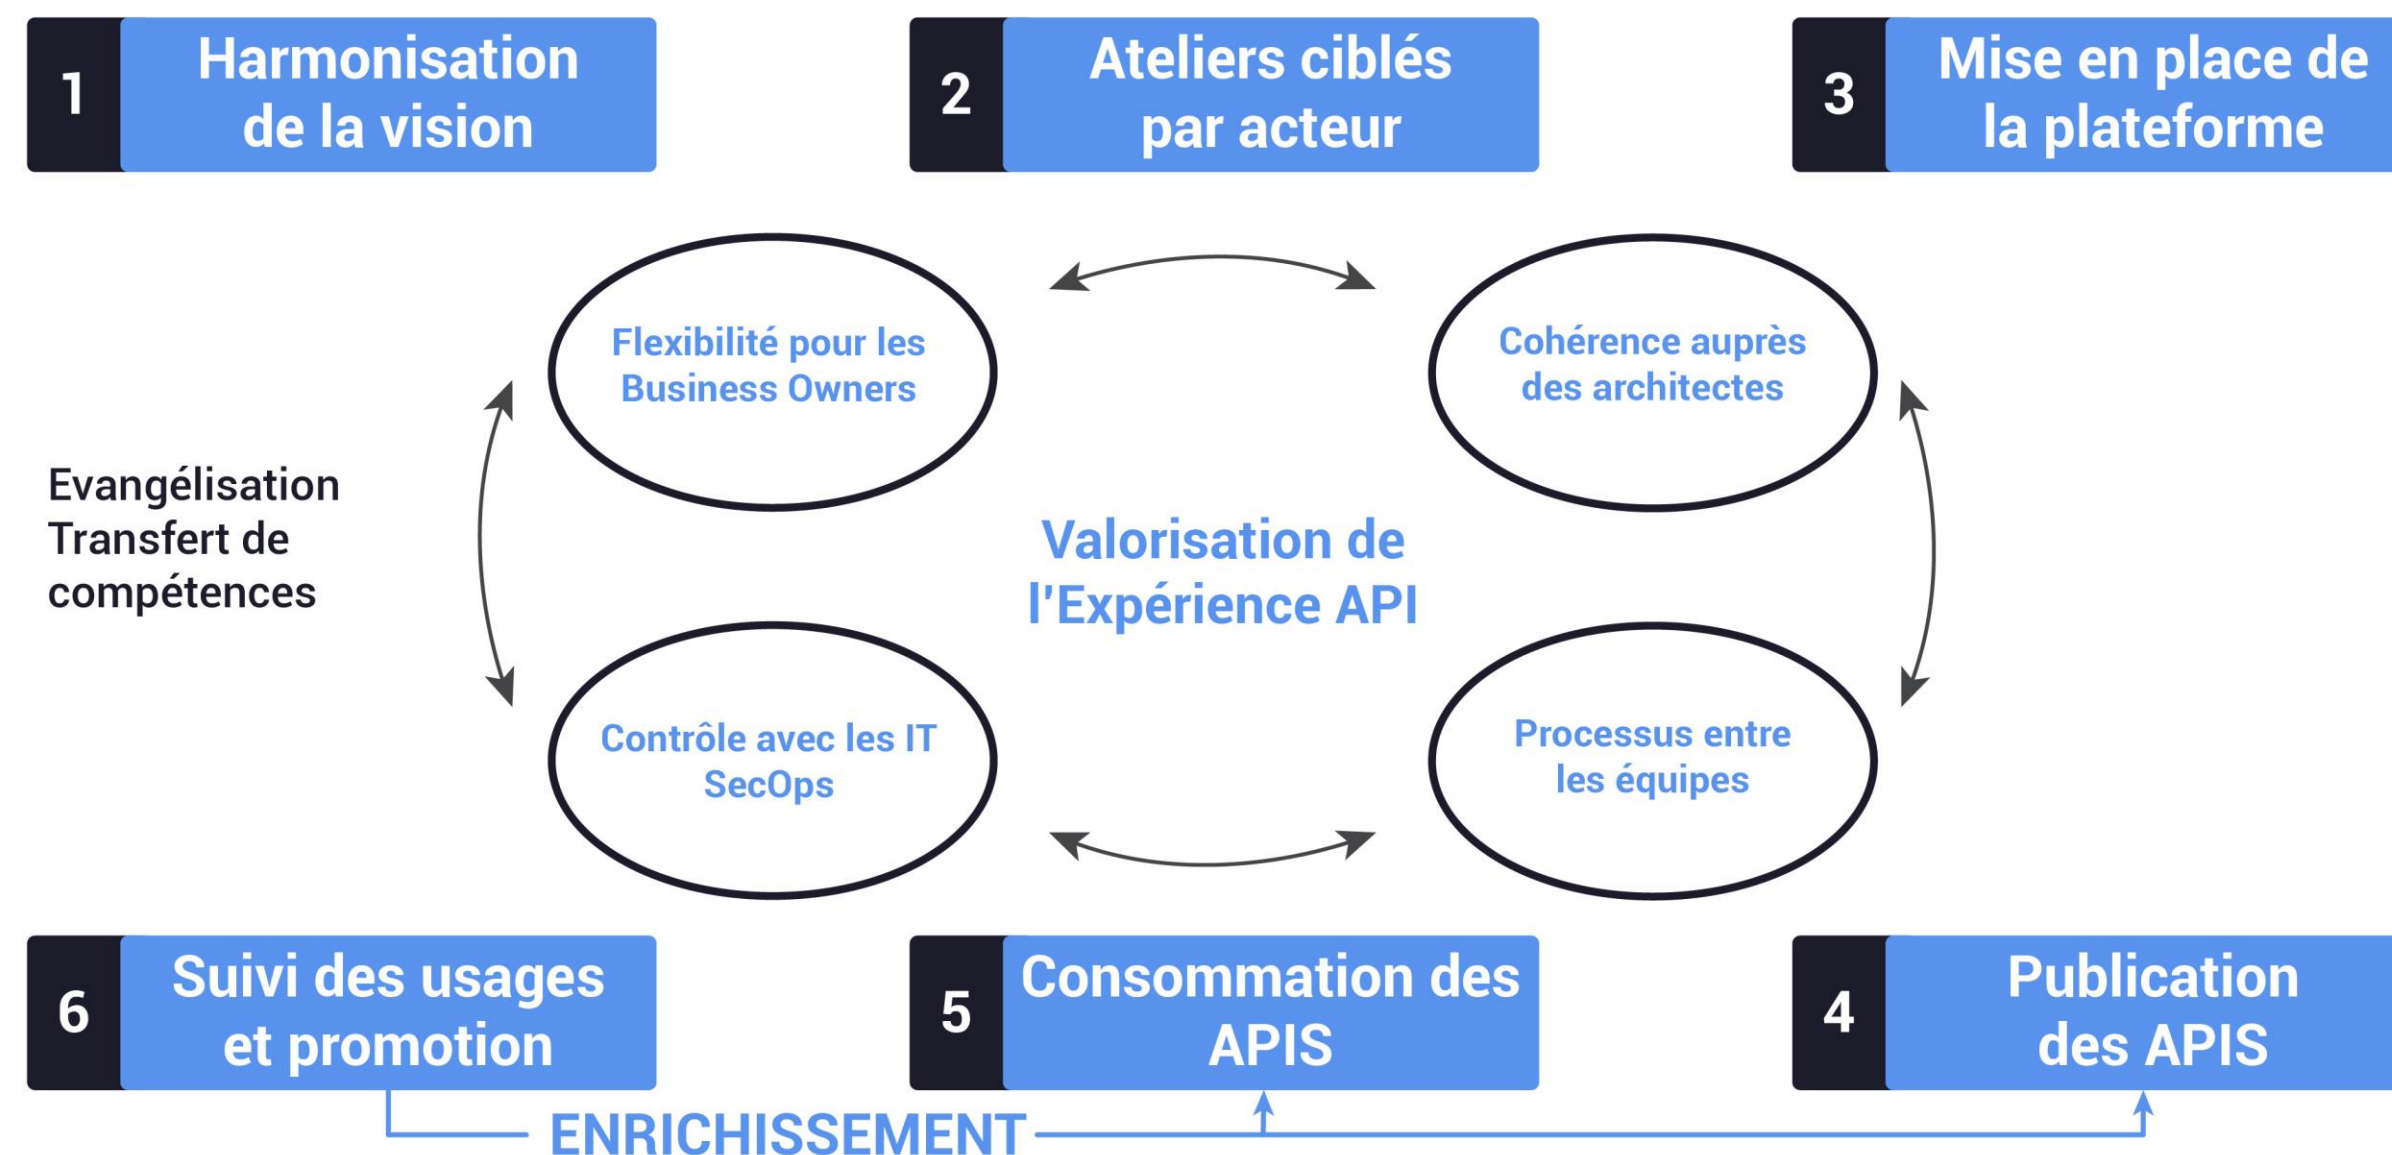 1
Harmonisation
de la vision
2
Ateliers ciblés
par acteur
3
Mise en place de
la plateforme
Flexibilité pour les
Business Owners
Cohérence auprès
des architectes
Evangélisation
Transfert de
compétences
Valorisation de
l'Expérience API
Contrôle avec les IT
SecOps
Processus entre
les équipes
6
Suivi des usages
et promotion
5
Consommation des
APIS
4
Publication
des APIS
ENRICHISSEMENT